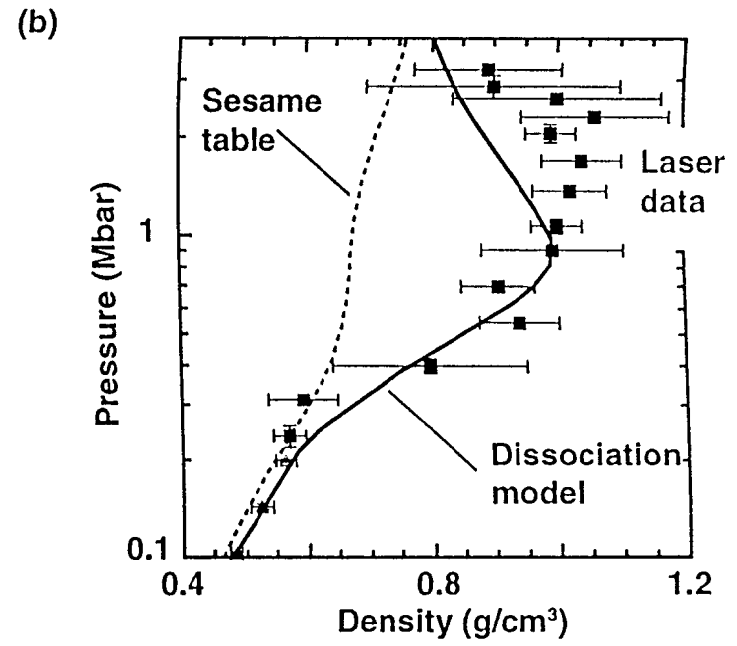 (b)
Sesame
table
Laser
data
Dissociation
model
Pressure (Mbar)
1
0.1
0.4
0.8
1.2
Density (g/cm³)